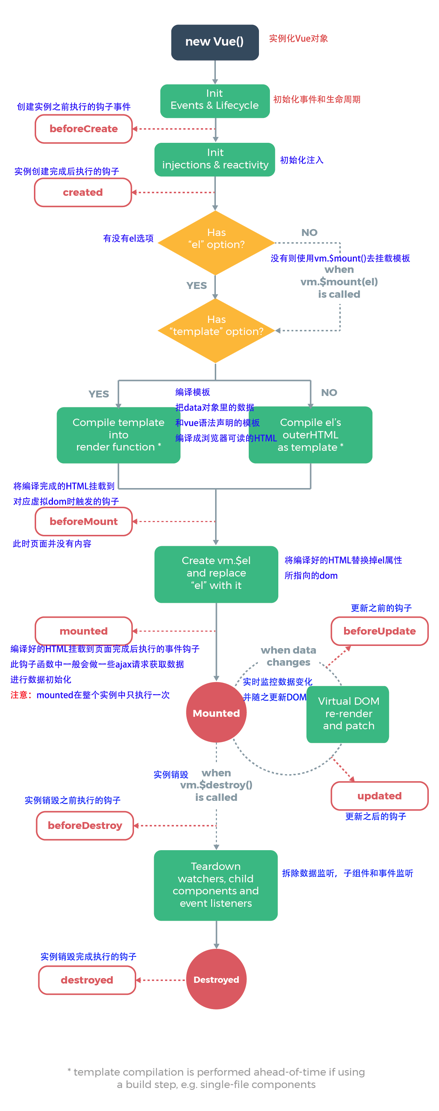 new Vue()
实例化Vue对象
Init
Events & Lifecycle
初始化事件和生命周期
创建实例之前执行的钩子事件
beforeCreate
Init
injections & reactivity
初始化注入
实例创建完成后执行的钩子
created
Has
"el" option?
有没有el选项
NO
没有则使用vm.$mount()去挂载模板
when
vm.$mount(el)
is called
YES
Has
"template" option?
YES
NO
编译模板
把data对象里的数据
和vue语法声明的模板
编译成浏览器可读的HTML
Compile template
into
render function *
Compile el's
outerHTML
as template *
将编译完成的HTML挂载到
对应虚拟dom时触发的钩子
beforeMount
此时页面并没有内容
Create vm.$el
and replace
"el" with it
将编译好的HTML替换掉el属性
所指向的dom
mounted
编译好的HTML挂载到页面完成后执行的事件钩子
此钩子函数中一般会做一些ajax请求获取数据
进行数据初始化
注意：mounted在整个实例中只执行一次
更新之前的钩子
beforeUpdate
when data
changes
实时监控数据变化
并随之更新DOM
Mounted
Virtual DOM
re-render
and patch
updated
更新之后的钩子
实例销毁
when
vm.$destroy()
is called
实例销毁之前执行的钩子
beforeDestroy
Teardown
watchers, child
components and
event listeners
拆除数据监听，子组件和事件监听
实例销毁完成执行的钩子
destroyed
Destroyed
* template compilation is performed ahead-of-time if using
a build step, e.g. single-file components